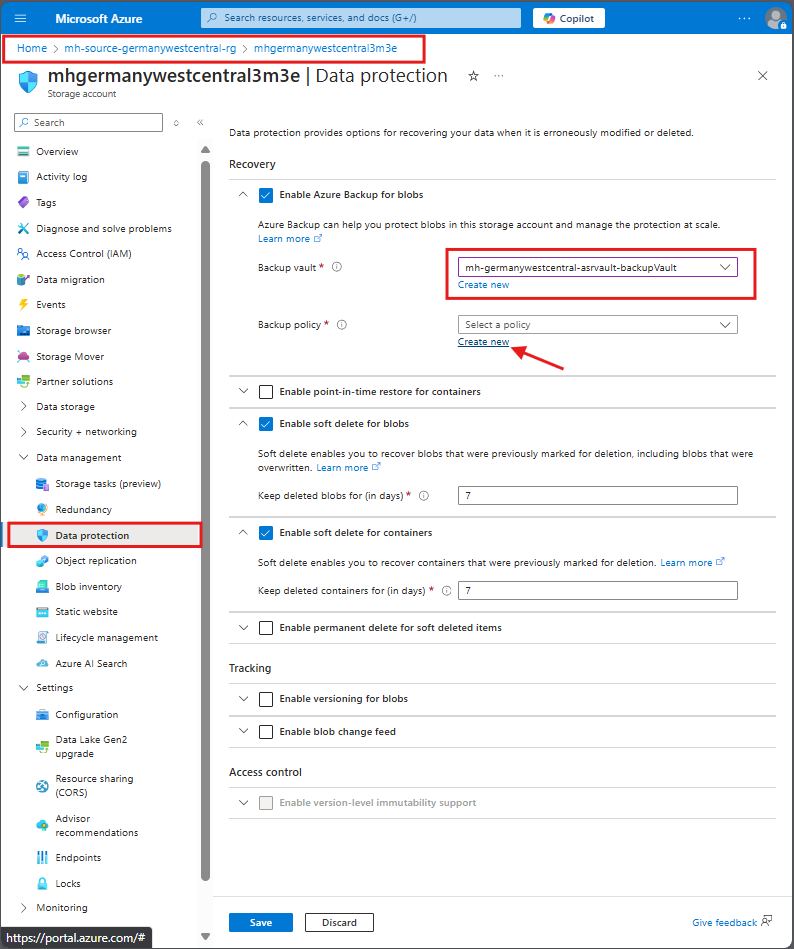 Microsoft Azure
Search resources, services, and docs (G+/)
Copilot
Home > mh-source-germanywestcentral-rg > mhgermanywestcentral3m3e
mhgermanywestcentral3m3e | Data protection
Storage account
Search
Overview
Activity log
Tags
Diagnose and solve problems
Access Control (IAM)
Data migration
Events
Storage browser
Storage Mover
Partner solutions
Data storage
Security + networking
Data management
Storage tasks (preview)
Redundancy
Data protection
Object replication
Blob inventory
Static website
Lifecycle management
Azure AI Search
Settings
Configuration
Data Lake Gen2
upgrade
Resource sharing
(CORS)
Advisor
recommendations
Endpoints
Locks
Monitoring
https://portal.azure.com/#
Data protection provides options for recovering your data when it is erroneously modified or deleted.
Recovery
Enable Azure Backup for blobs
Azure Backup can help you protect blobs in this storage account and manage the protection at scale.
Learn more
Backup vault *
mh-germanywestcentral-asrvault-backupVault
Create new
Backup policy *
Select a policy
Create new
Enable point-in-time restore for containers
Enable soft delete for blobs
Soft delete enables you to recover blobs that were previously marked for deletion, including blobs that were
overwritten. Learn more
Keep deleted blobs for (in days) *
7
Enable soft delete for containers
Soft delete enables you to recover containers that were previously marked for deletion. Learn more
Keep deleted containers for (in days) *
7
Enable permanent delete for soft deleted items
Tracking
Enable versioning for blobs
Enable blob change feed
Access control
Enable version-level immutability support
Save
Discard
Give feedback